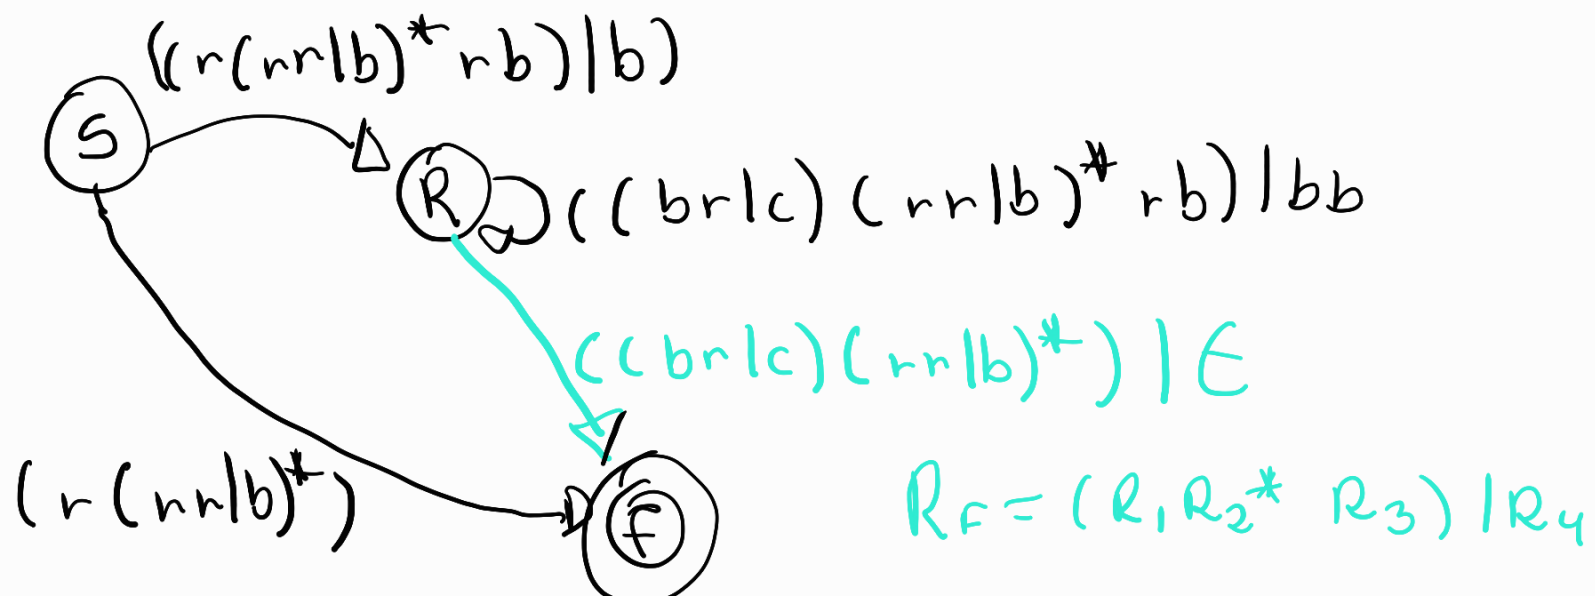 ((r(rr|b)* rb)|b)
S
R
((br|c)(rr|b)* rb)|bb
((br|c)(rr|b)*)|ϵ
(r(rr|b)*)
F
R_F = (R_1 R_2* R_3)|R_4